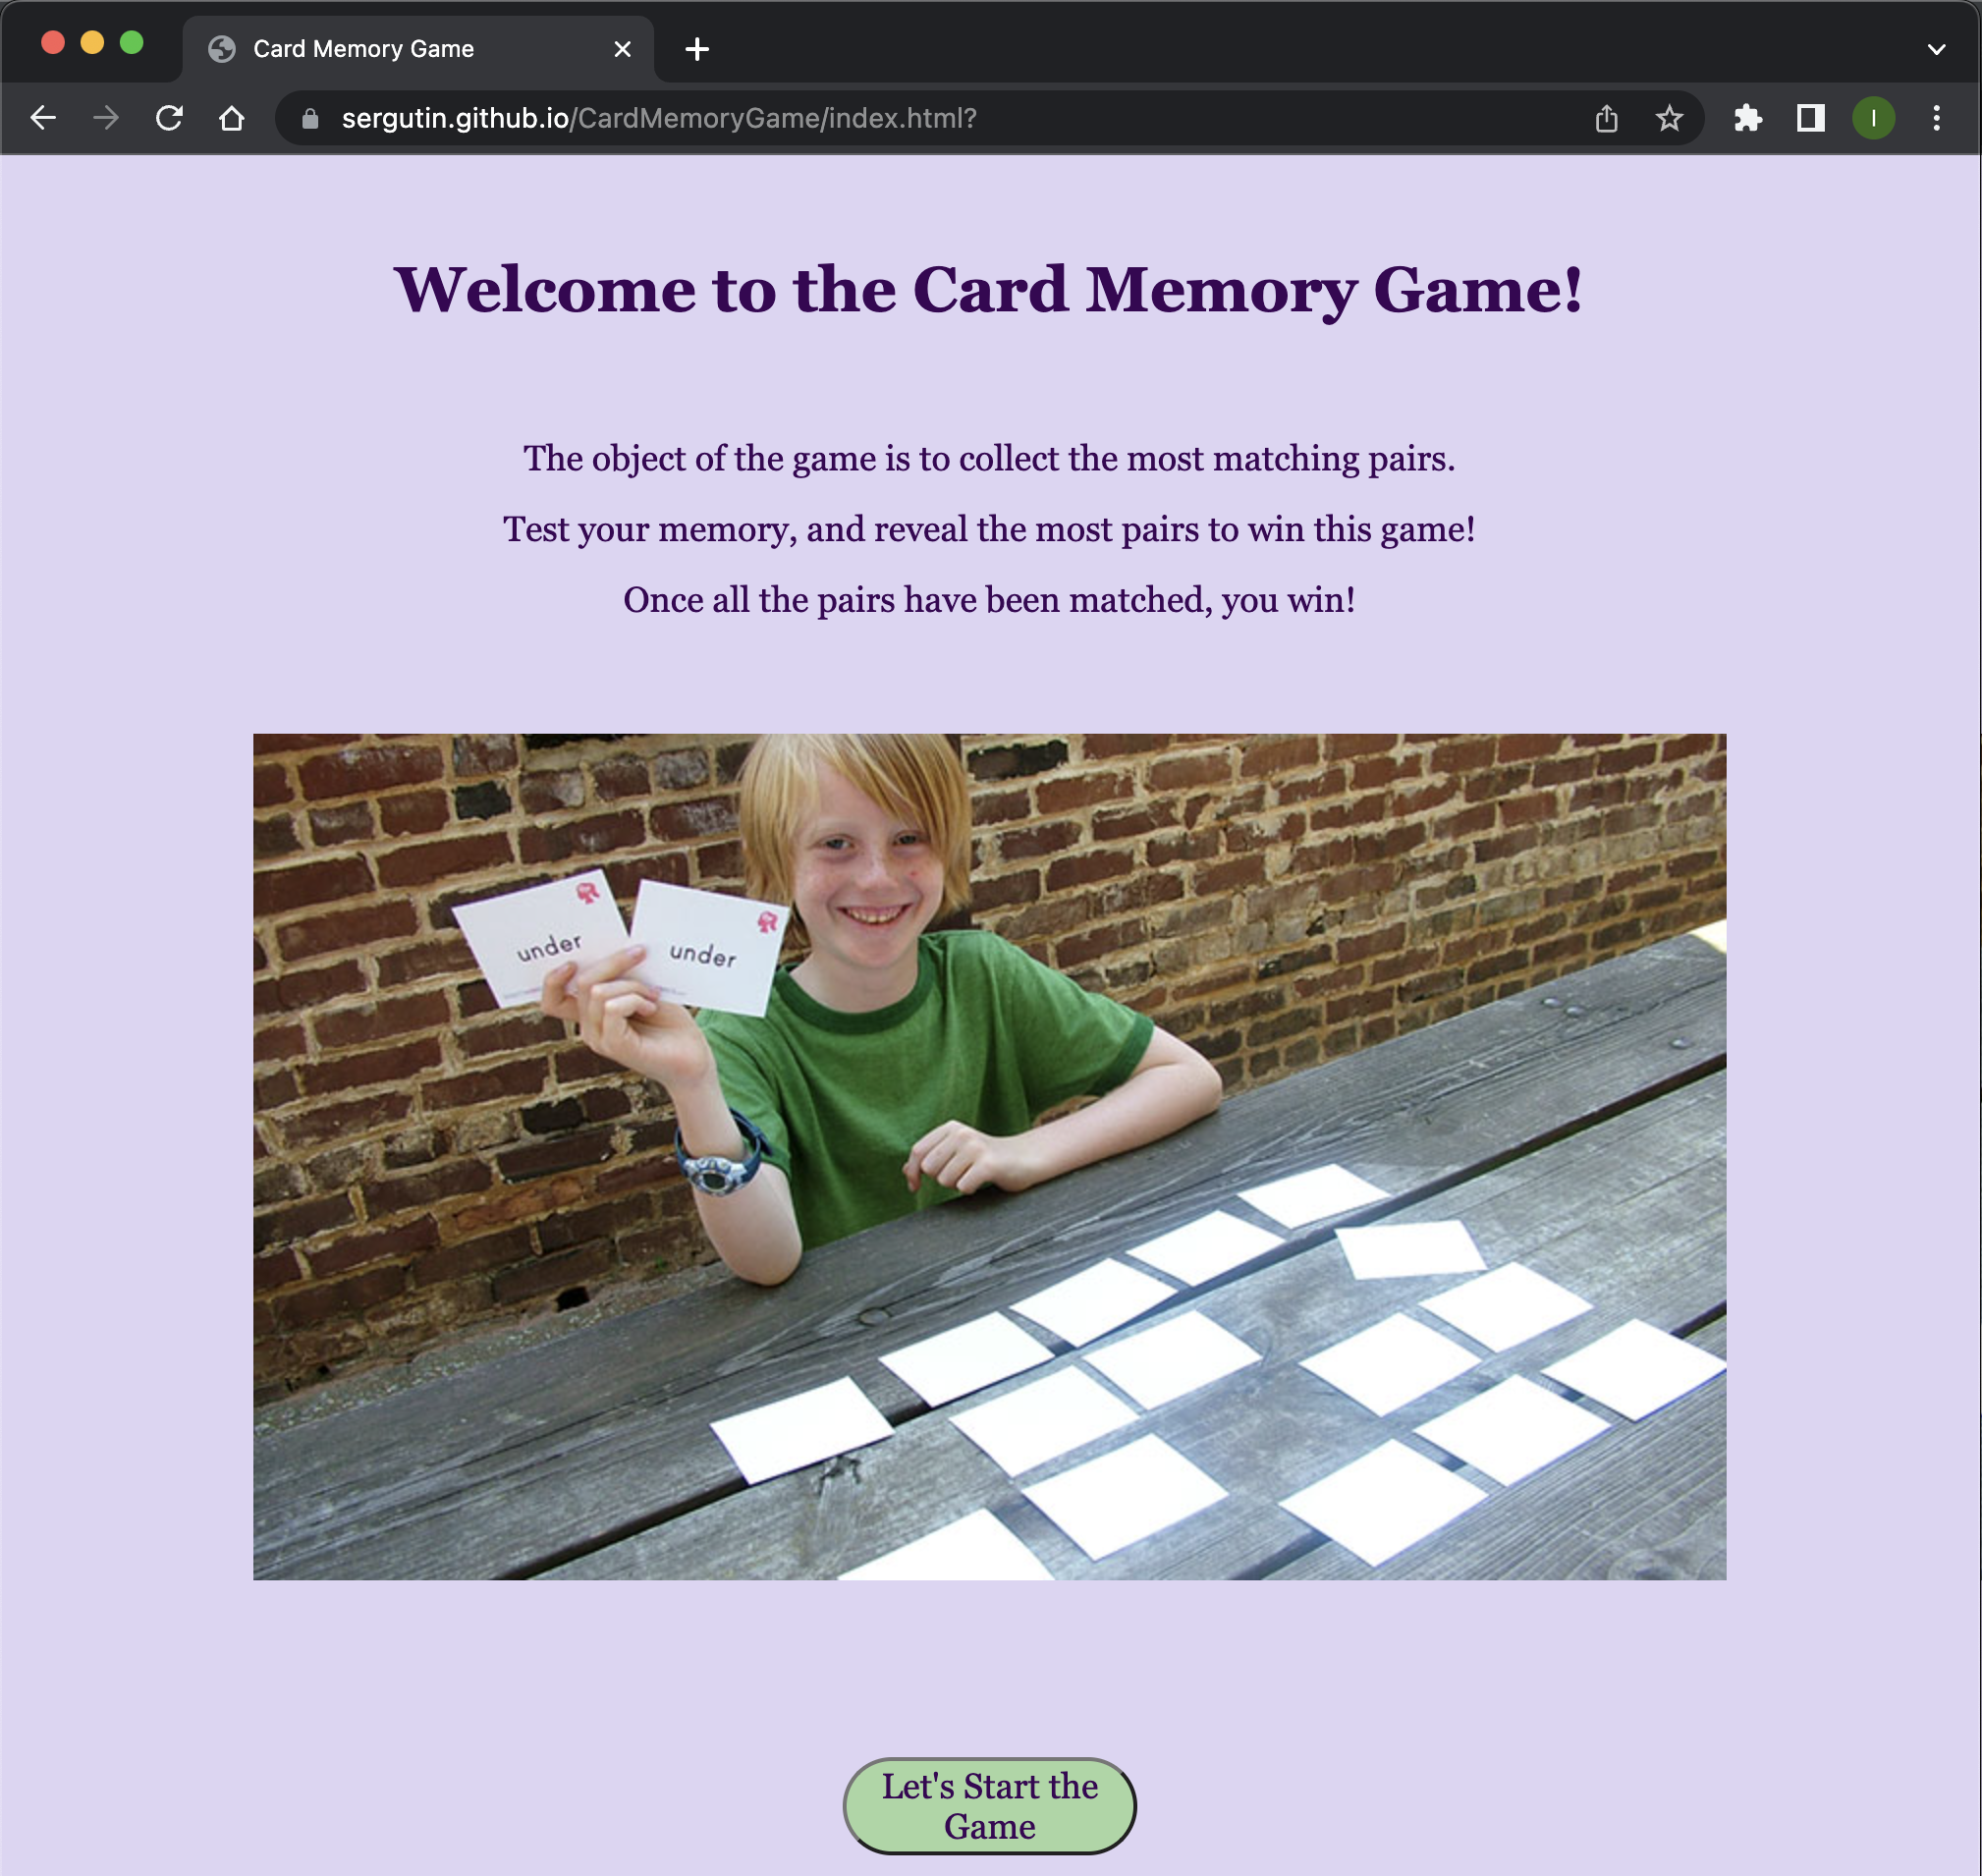 Card Memory Game
sergutin.github.io/CardMemoryGame/index.html?
I
Welcome to the Card Memory Game!
The object of the game is to collect the most matching pairs.
Test your memory, and reveal the most pairs to win this game!
Once all the pairs have been matched, you win!
under
under
Let's Start the
Game